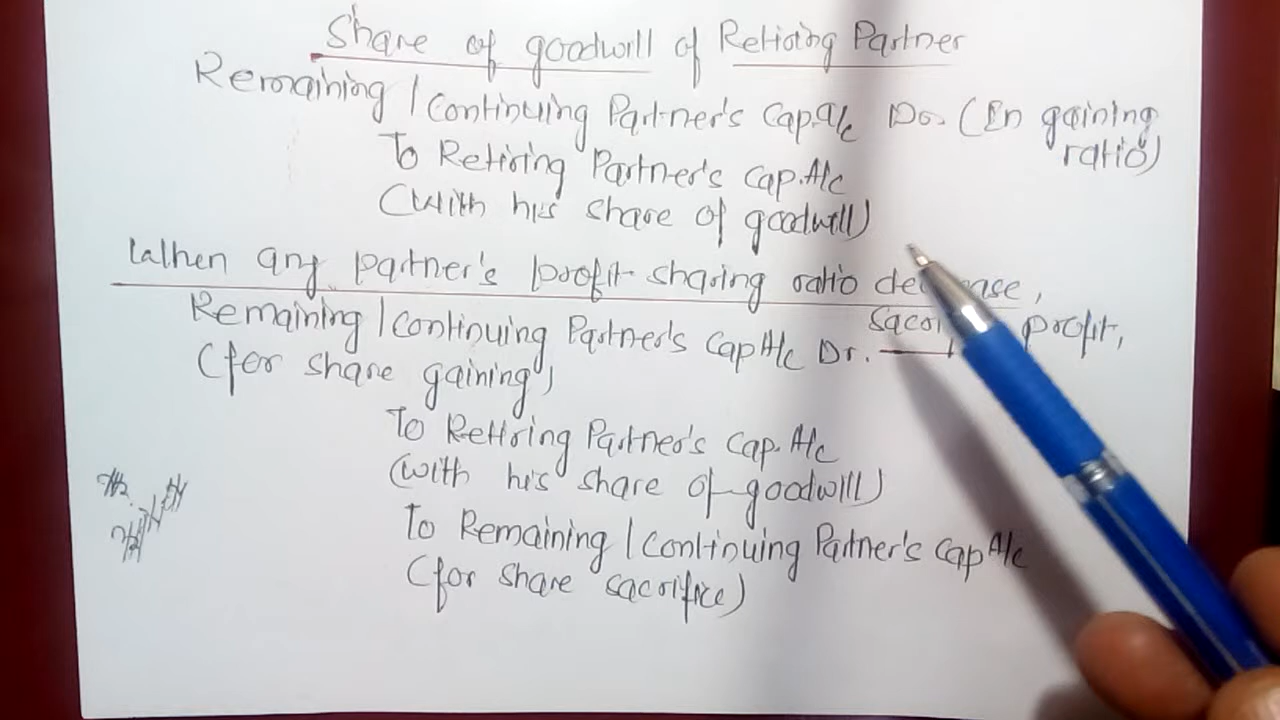 Share of goodwill of Retiring Partner
Remaining / Continuing Partner's Cap. A/c Dr. (In gaining
ratio)
To Retiring Partner's Cap. A/c
(With his share of goodwill)
When any partner's profit sharing ratio
profit,
Remaining / Continuing Partner's Cap A/c Dr.
(for share gaining)
To Retiring Partner's Cap. A/c
(with his share of goodwill)
To Remaining / Continuing Partner's Cap A/c
(for share sacrifice)